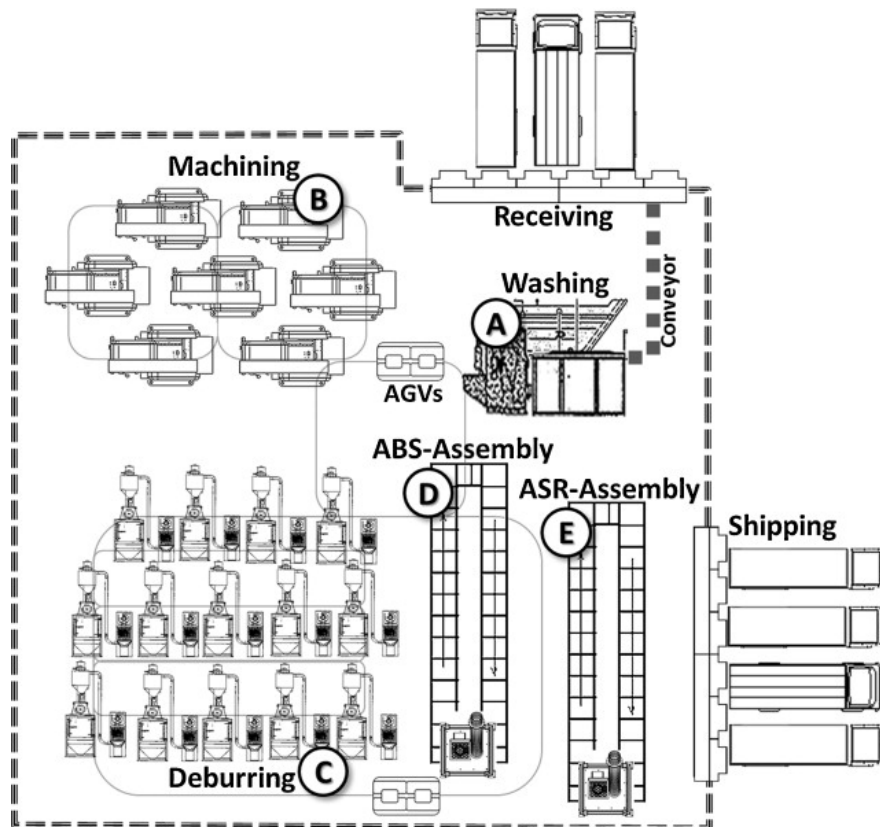 Machining
B
Receiving
Conveyor
Washing
A
AGVs
ABS-Assembly
D
ASR-Assembly
E
Shipping
Deburring
C